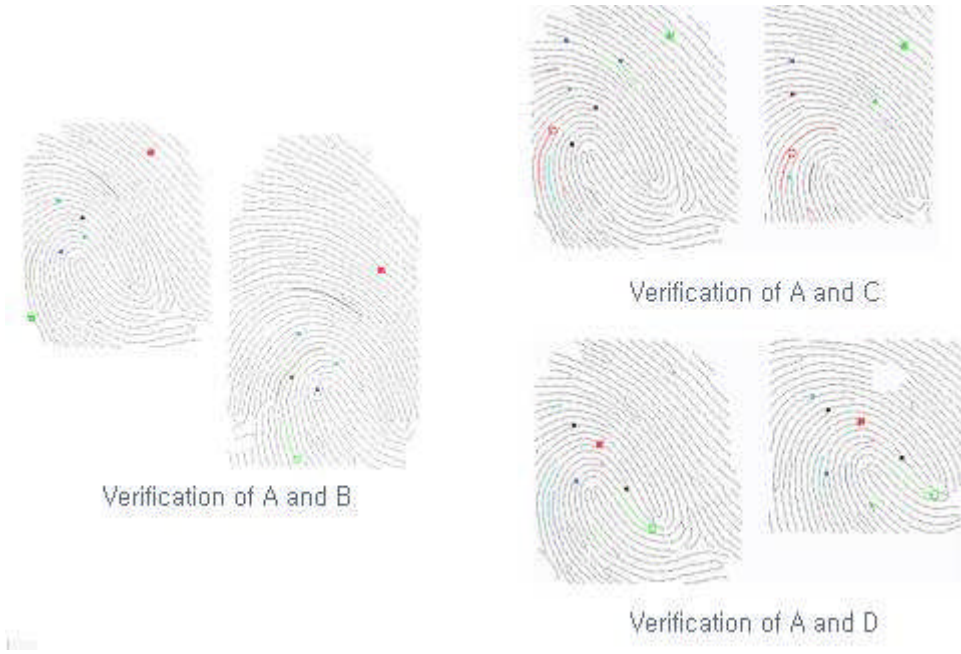 Verification of A and B
Verification of A and C
Verification of A and D